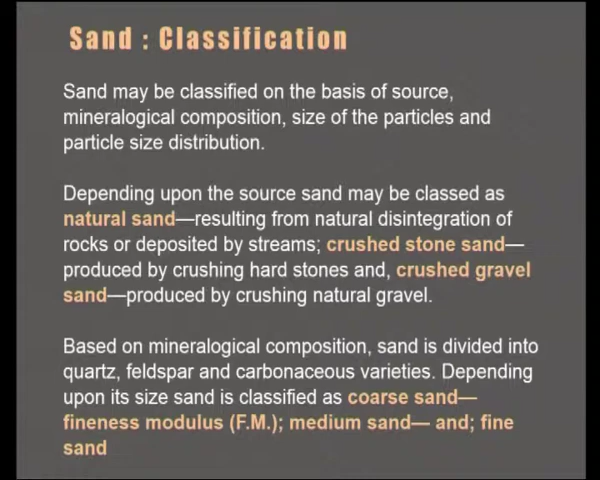 Sand : Classification
Sand may be classified on the basis of source,
mineralogical composition, size of the particles and
particle size distribution.
Depending upon the source sand may be classed as
natural sand—resulting from natural disintegration of
rocks or deposited by streams; crushed stone sand—
produced by crushing hard stones and, crushed gravel
sand—produced by crushing natural gravel.
Based on mineralogical composition, sand is divided into
quartz, feldspar and carbonaceous varieties. Depending
upon its size sand is classified as coarse sand—
fineness modulus (F.M.); medium sand— and; fine
sand